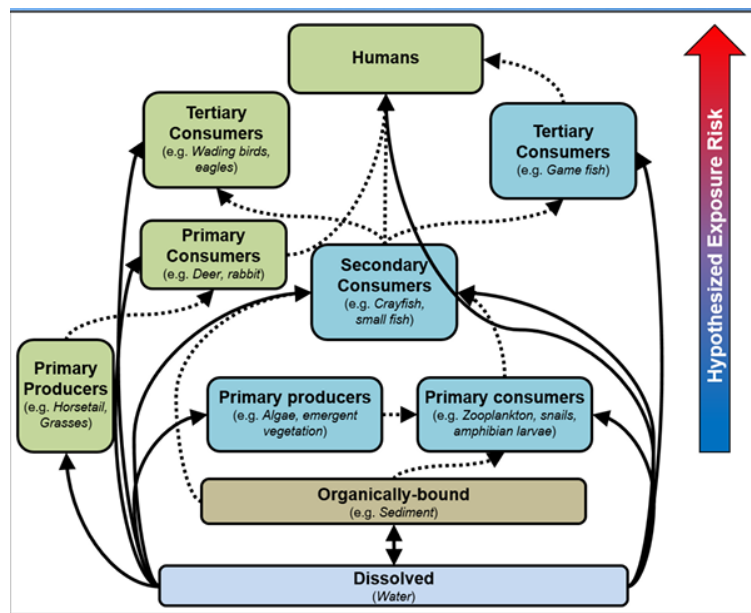 Humans
Tertiary
Consumers
(e.g. Wading birds,
eagles)
Tertiary
Consumers
(e.g. Game fish)
Primary
Consumers
(e.g. Deer, rabbit)
Secondary
Consumers
(e.g. Crayfish,
small fish)
Primary
Producers
(e.g. Horsetail,
Grasses)
Primary producers
(e.g. Algae, emergent
vegetation)
Primary consumers
(e.g. Zooplankton, snails,
amphibian larvae)
Organically-bound
(e.g. Sediment)
Dissolved
(Water)
Hypothesized Exposure Risk